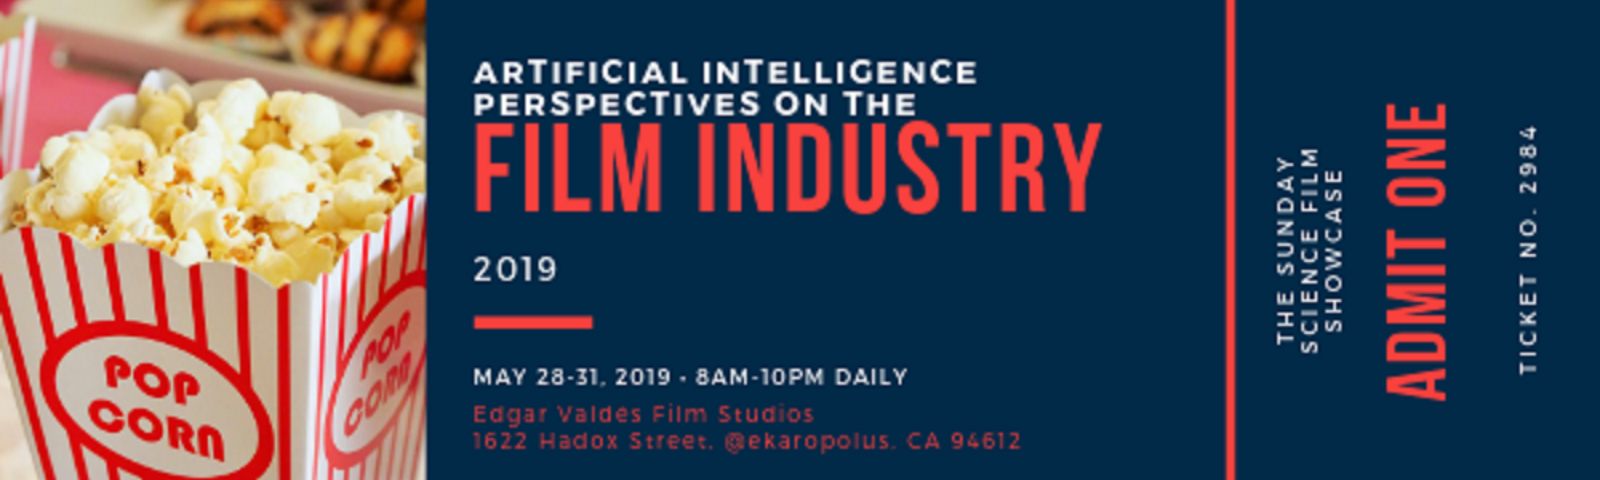 ARTIFICIAL INTELLIGENCE
PERSPECTIVES ON THE
FILM INDUSTRY
2019
MAY 28-31, 2019 • 8AM-10PM DAILY
Edgar Valdés Film Studios
1622 Hadox Street, @ekaropolus, CA 94612
THE SUNDAY
SCIENCE FILM
SHOWCASE
ADMIT ONE
TICKET NO. 2984
POP
CORN
POP
CORN